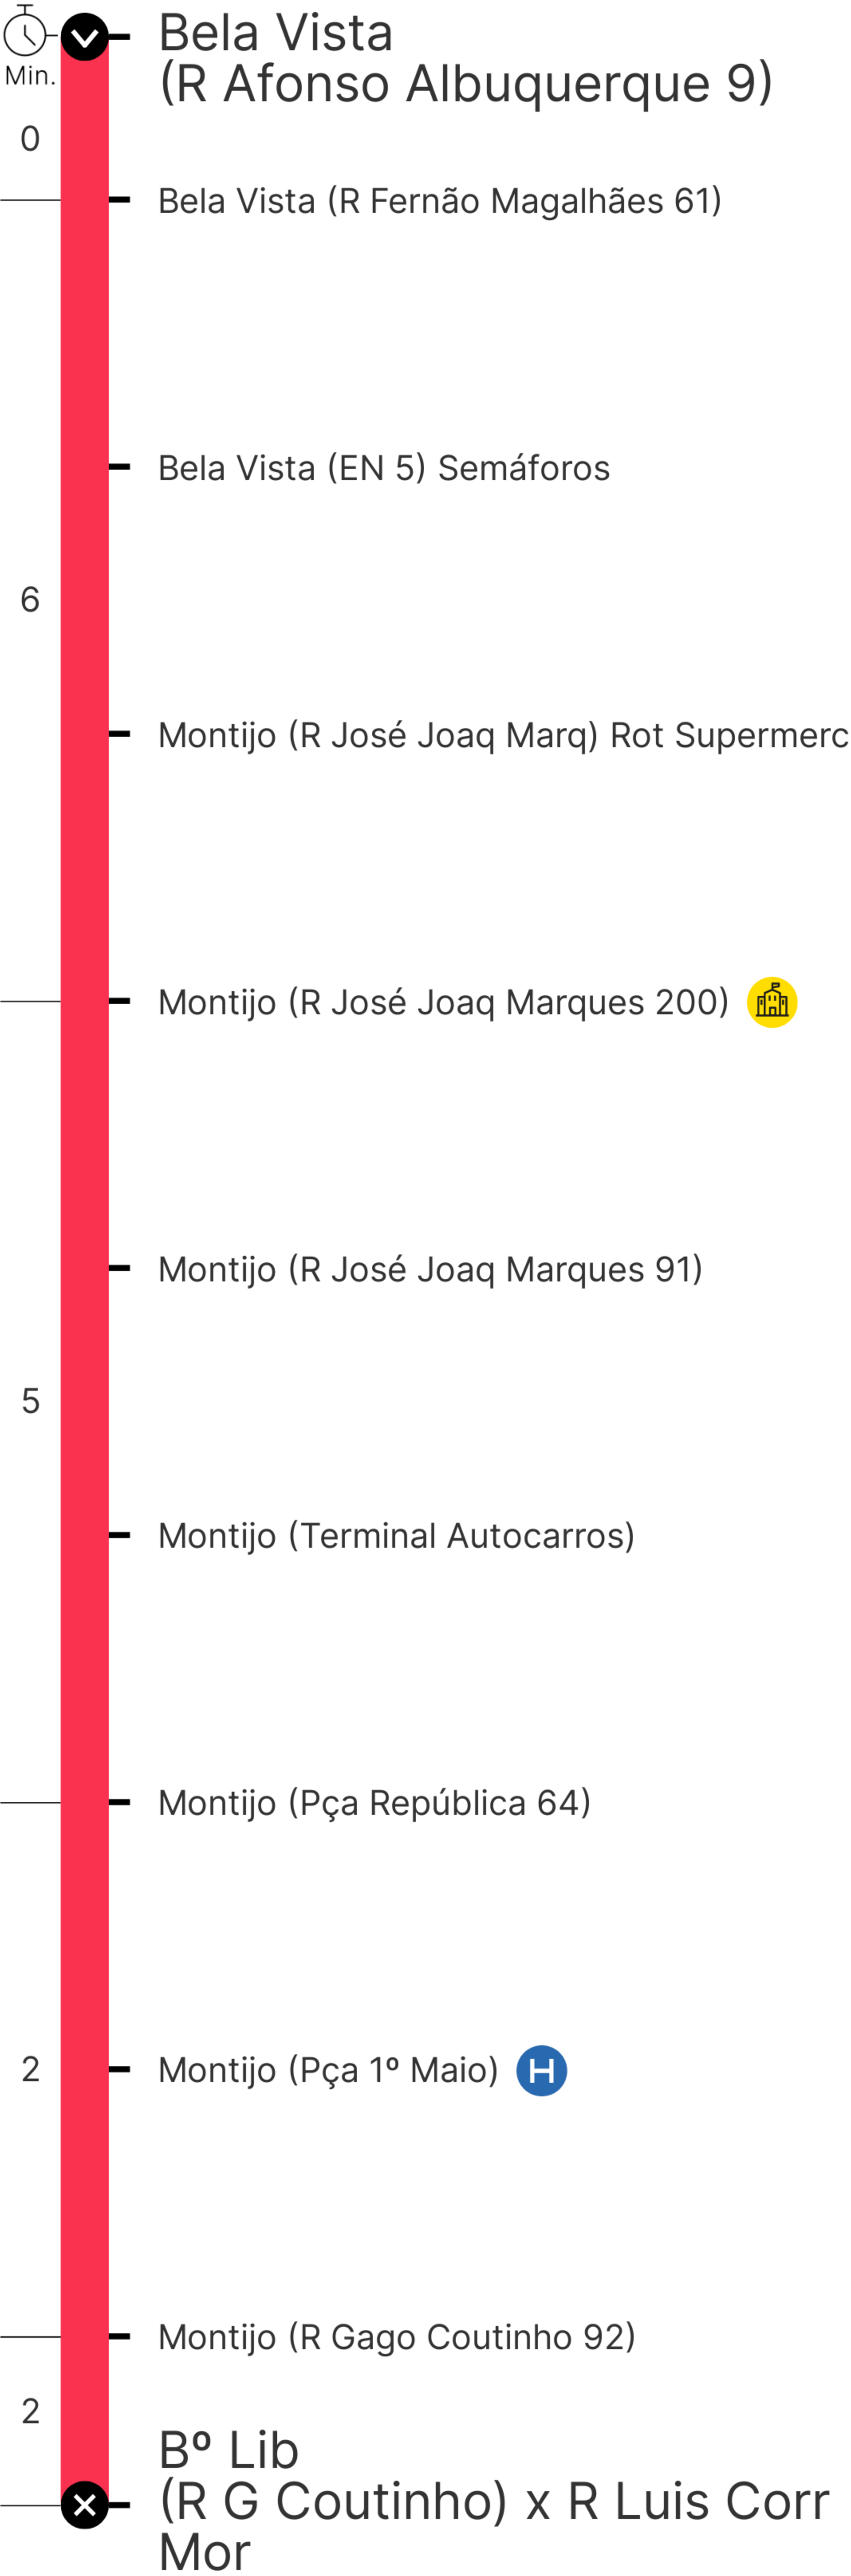 Bela Vista
(R Afonso Albuquerque 9)
Min.
0
Bela Vista (R Fernão Magalhães 61)
Bela Vista (EN 5) Semáforos
6
Montijo (R José Joaq Marq) Rot Supermerc
Montijo (R José Joaq Marques 200)
Montijo (R José Joaq Marques 91)
5
Montijo (Terminal Autocarros)
Montijo (Pça República 64)
2
Montijo (Pça 1º Maio) H
Montijo (R Gago Coutinho 92)
2
Bº Lib
(R G Coutinho) x R Luis Corr
Mor